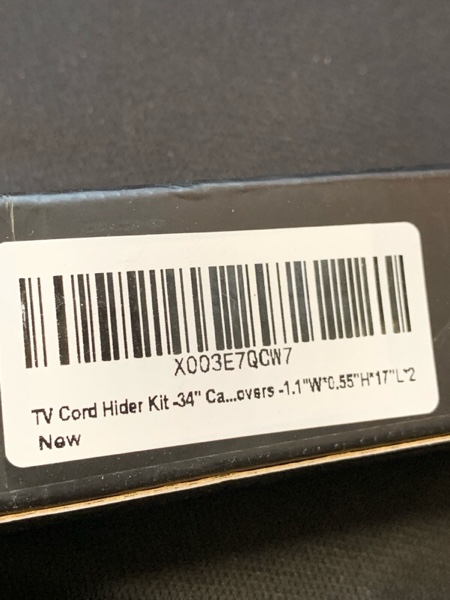 X003E7QCW7
TV Cord Hider Kit -34" Ca...overs -1.1"W*0.55"H*17"L*2
New